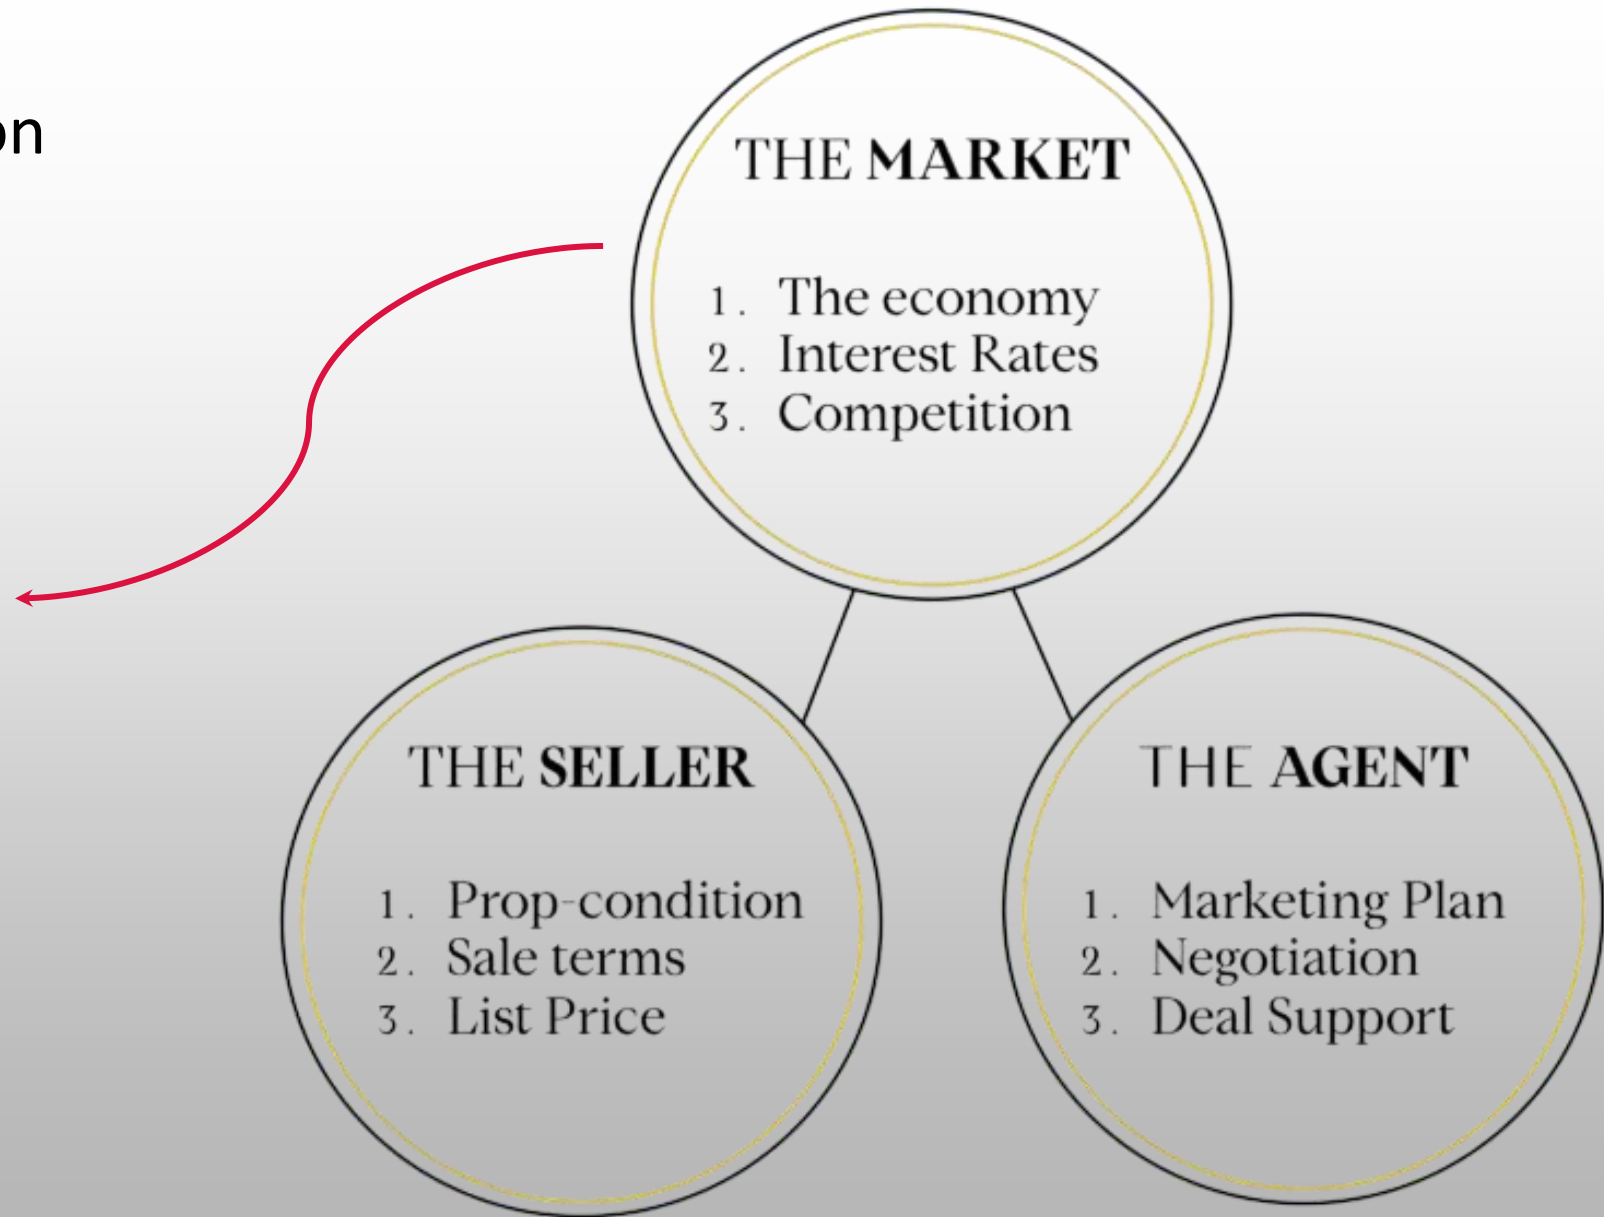 THE MARKET
1. The economy
2. Interest Rates
3. Competition
THE SELLER
1. Prop-condition
2. Sale terms
3. List Price
THE AGENT
1. Marketing Plan
2. Negotiation
3. Deal Support